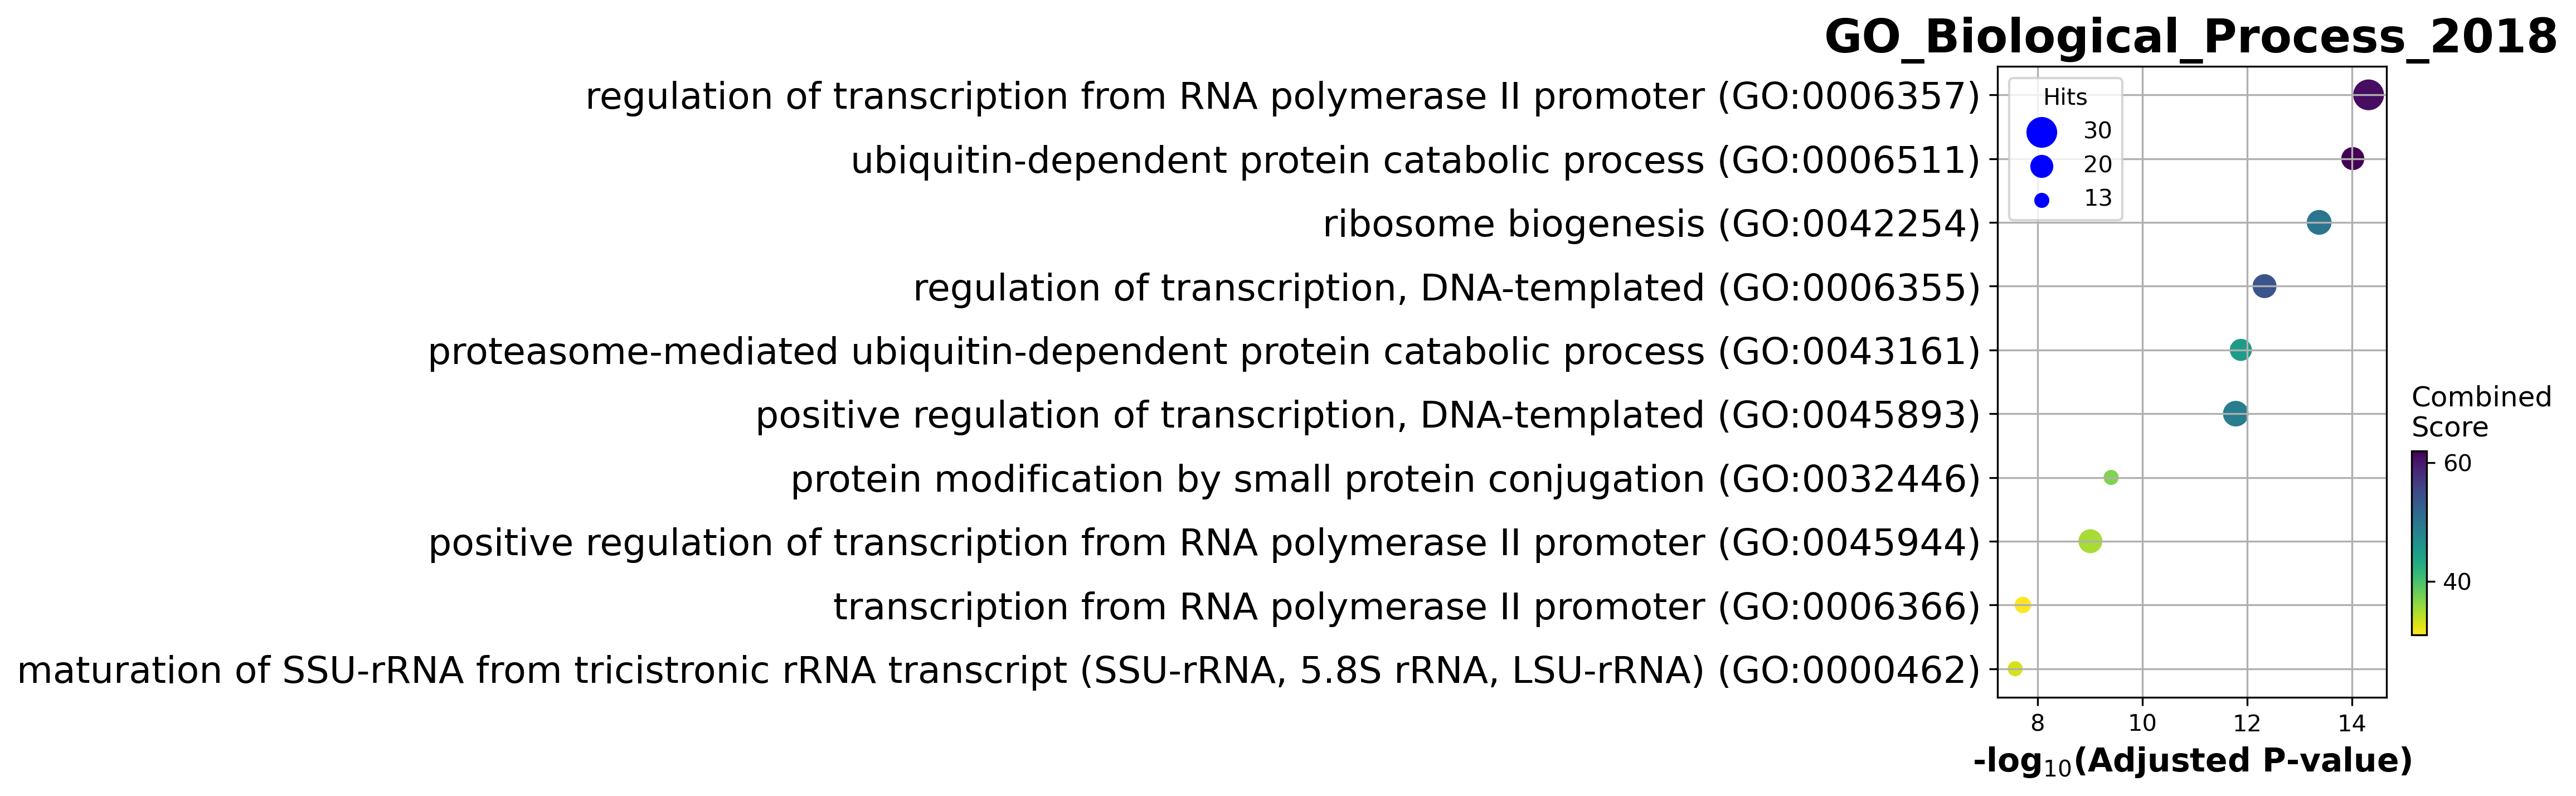 GO_Biological_Process_2018
regulation of transcription from RNA polymerase II promoter (GO:0006357)
ubiquitin-dependent protein catabolic process (GO:0006511)
ribosome biogenesis (GO:0042254)
regulation of transcription, DNA-templated (GO:0006355)
proteasome-mediated ubiquitin-dependent protein catabolic process (GO:0043161)
positive regulation of transcription, DNA-templated (GO:0045893)
protein modification by small protein conjugation (GO:0032446)
positive regulation of transcription from RNA polymerase II promoter (GO:0045944)
transcription from RNA polymerase II promoter (GO:0006366)
maturation of SSU-rRNA from tricistronic rRNA transcript (SSU-rRNA, 5.8S rRNA, LSU-rRNA) (GO:0000462)
Hits
30
20
13
8 10 12 14
-log₁₀(Adjusted P-value)
Combined
Score
60
40